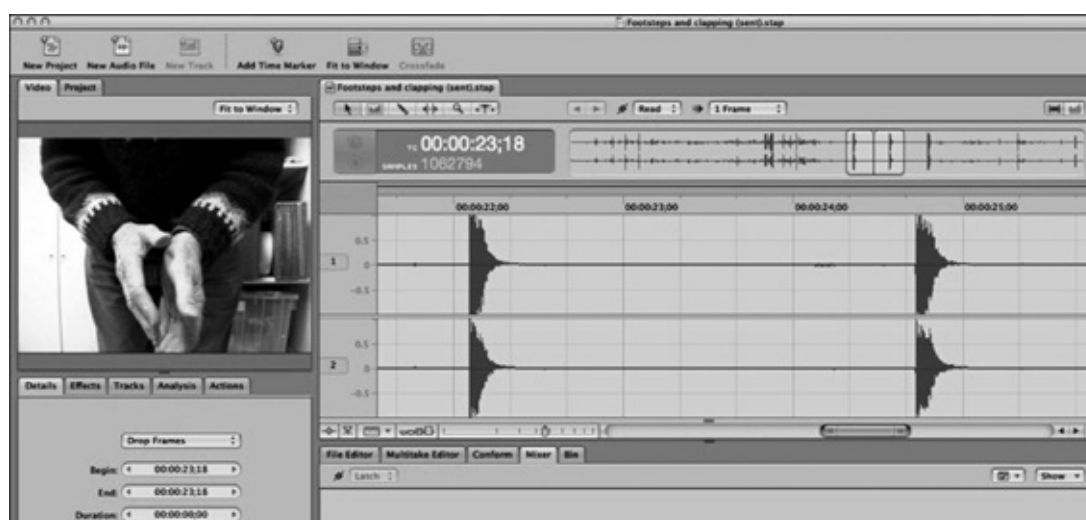 Footsteps and clapping (sent).stap
New Project New Audio File New Track Add Time Marker Fit to Window Crossfade
Video Project
Footsteps and clapping (sent).stap
Fit to Window
Read
1 Frame
TC 00:00:23;18
SAMPLES 1062794
00:00:22;00 00:00:23;00 00:00:24;00 00:00:25;00
0.5
1
0
-0.5
0.5
2
0
-0.5
Details Effects Tracks Analysis Actions
Drop Frames
Begin: 00:00:23;18
End: 00:00:23;18
Duration: 00:00:00;00
File Editor Multitake Editor Conform Mixer Bin
Latch
Show